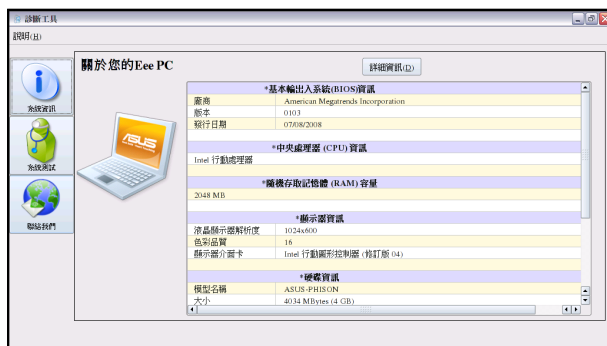 診斷工具
說明(H)
系統資訊
系統測試
聯絡我們
關於您的Eee PC
詳細資訊(D)
*基本輸出入系統(BIOS)資訊
廠商 American Megatrends Incorporation
版本 0103
發行日期 07/08/2008
*中央處理器 (CPU) 資訊
Intel 行動處理器
*隨機存取記憶體 (RAM) 容量
2048 MB
*顯示器資訊
液晶顯示器解析度 1024x600
色彩品質 16
顯示器介面卡 Intel 行動圖形控制器 (修訂版 04)
*硬碟資訊
模型名稱 ASUS-PHISON
大小 4034 MBytes (4 GB)
ASUS